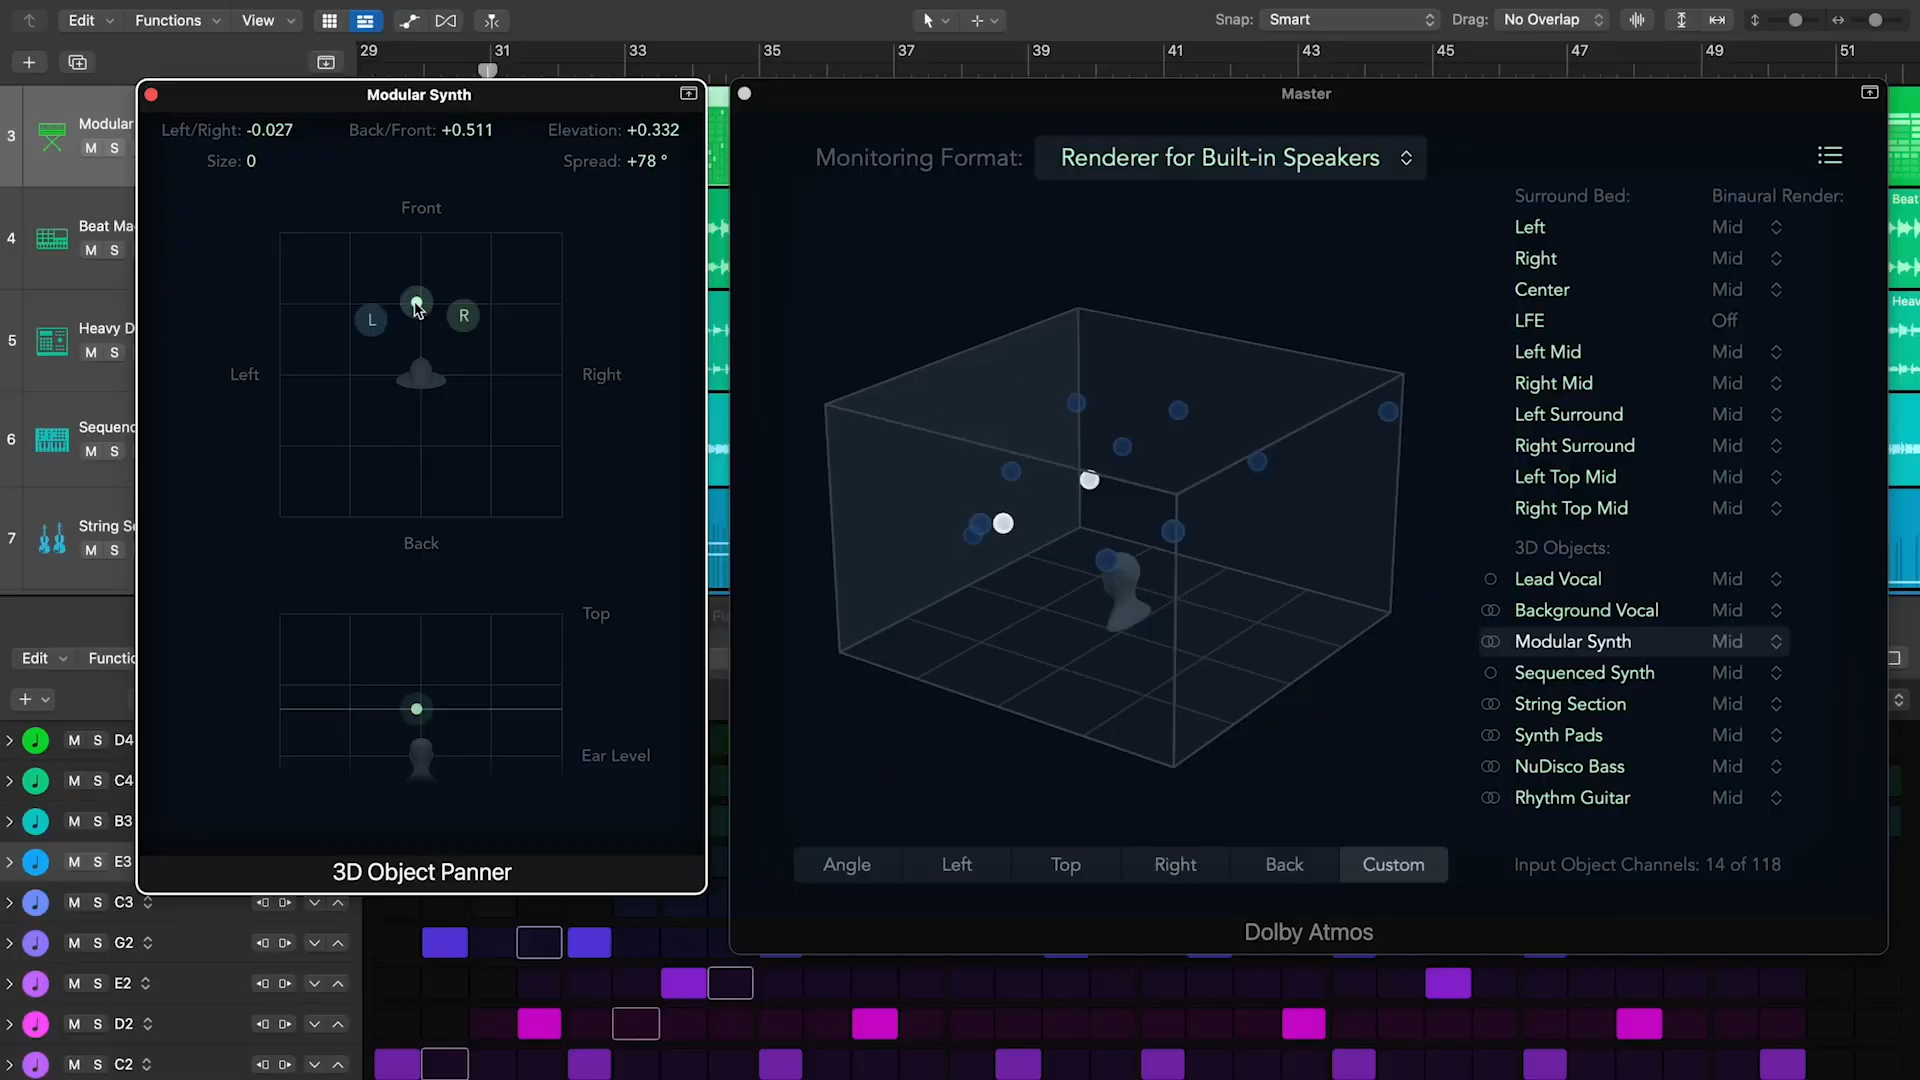 Edit Functions View Snap: Smart Drag: No Overlap
29 31 33 35 37 39 41 43 45 47 49 51
Modular Synth
Left/Right: -0.027 Back/Front: +0.511 Elevation: +0.332
Size: 0 Spread: +78 °
Front
L R
Left Right
Back
Top
Ear Level
3D Object Panner
Master
Monitoring Format: Renderer for Built-in Speakers
Surround Bed: Binaural Render:
Left Mid
Right Mid
Center Mid
LFE Off
Left Mid Mid
Right Mid Mid
Left Surround Mid
Right Surround Mid
Left Top Mid Mid
Right Top Mid Mid
3D Objects:
Lead Vocal Mid
Background Vocal Mid
Modular Synth Mid
Sequenced Synth Mid
String Section Mid
Synth Pads Mid
NuDisco Bass Mid
Rhythm Guitar Mid
Angle Left Top Right Back Custom
Input Object Channels: 14 of 118
Dolby Atmos
3 Modular
M S
4 Beat Ma
M S
Beat
5 Heavy D
M S
Heavy
6 Sequenc
M S
7 String S
M S
Edit Functio
M S D4
M S C4
M S B3
M S E3
M S C3
M S G2
M S E2
M S D2
M S C2